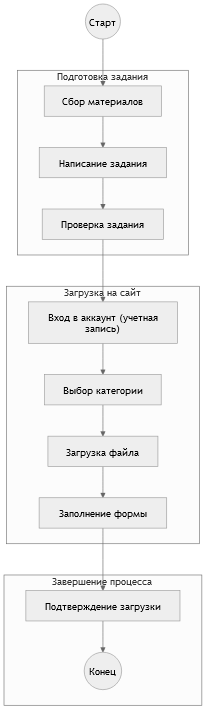 Старт
Подготовка задания
Сбор материалов
Написание задания
Проверка задания
Загрузка на сайт
Вход в аккаунт (учетная
запись)
Выбор категории
Загрузка файла
Заполнение формы
Завершение процесса
Подтверждение загрузки
Конец